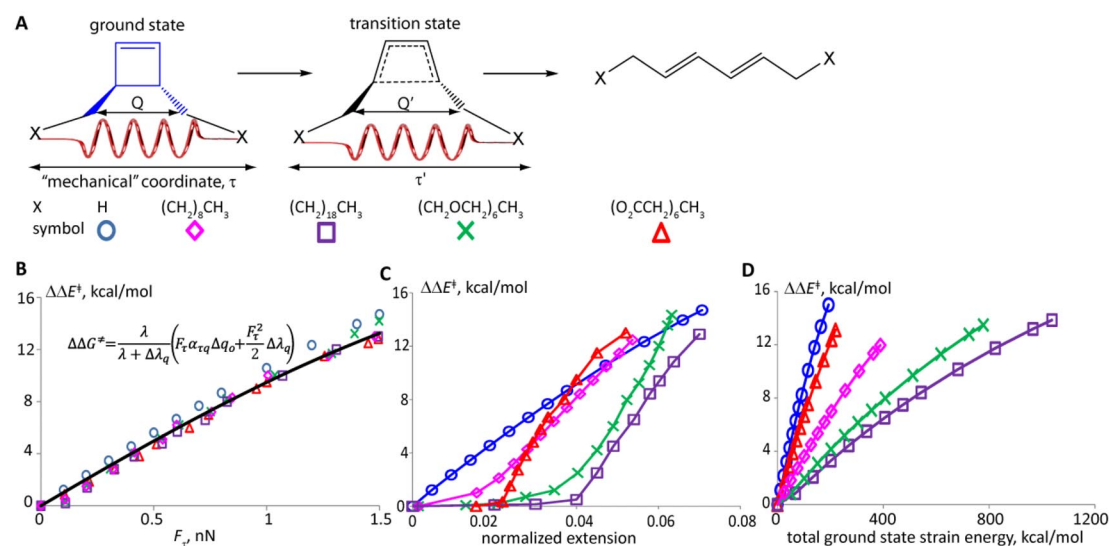 A
ground state
transition state
Q
Q'
X
X
X
X
X
X
"mechanical" coordinate, τ
τ'
X H (CH₂)₈CH₃ (CH₂)₁₈CH₃ (CH₂OCH₂)₆CH₃ (O₂CCH₂)₆CH₃
symbol
B
ΔΔE‡, kcal/mol
ΔΔG≠ = λ/(λ + Δλq) (Fτατq Δqo + Fτ²/2 Δλq)
16
12
8
4
0
0 0.5 1 1.5
Fτ, nN
C
ΔΔE‡, kcal/mol
16
12
8
4
0
0 0.02 0.04 0.06 0.08
normalized extension
D
ΔΔE‡, kcal/mol
16
12
8
4
0
0 400 800 1200
total ground state strain energy, kcal/mol